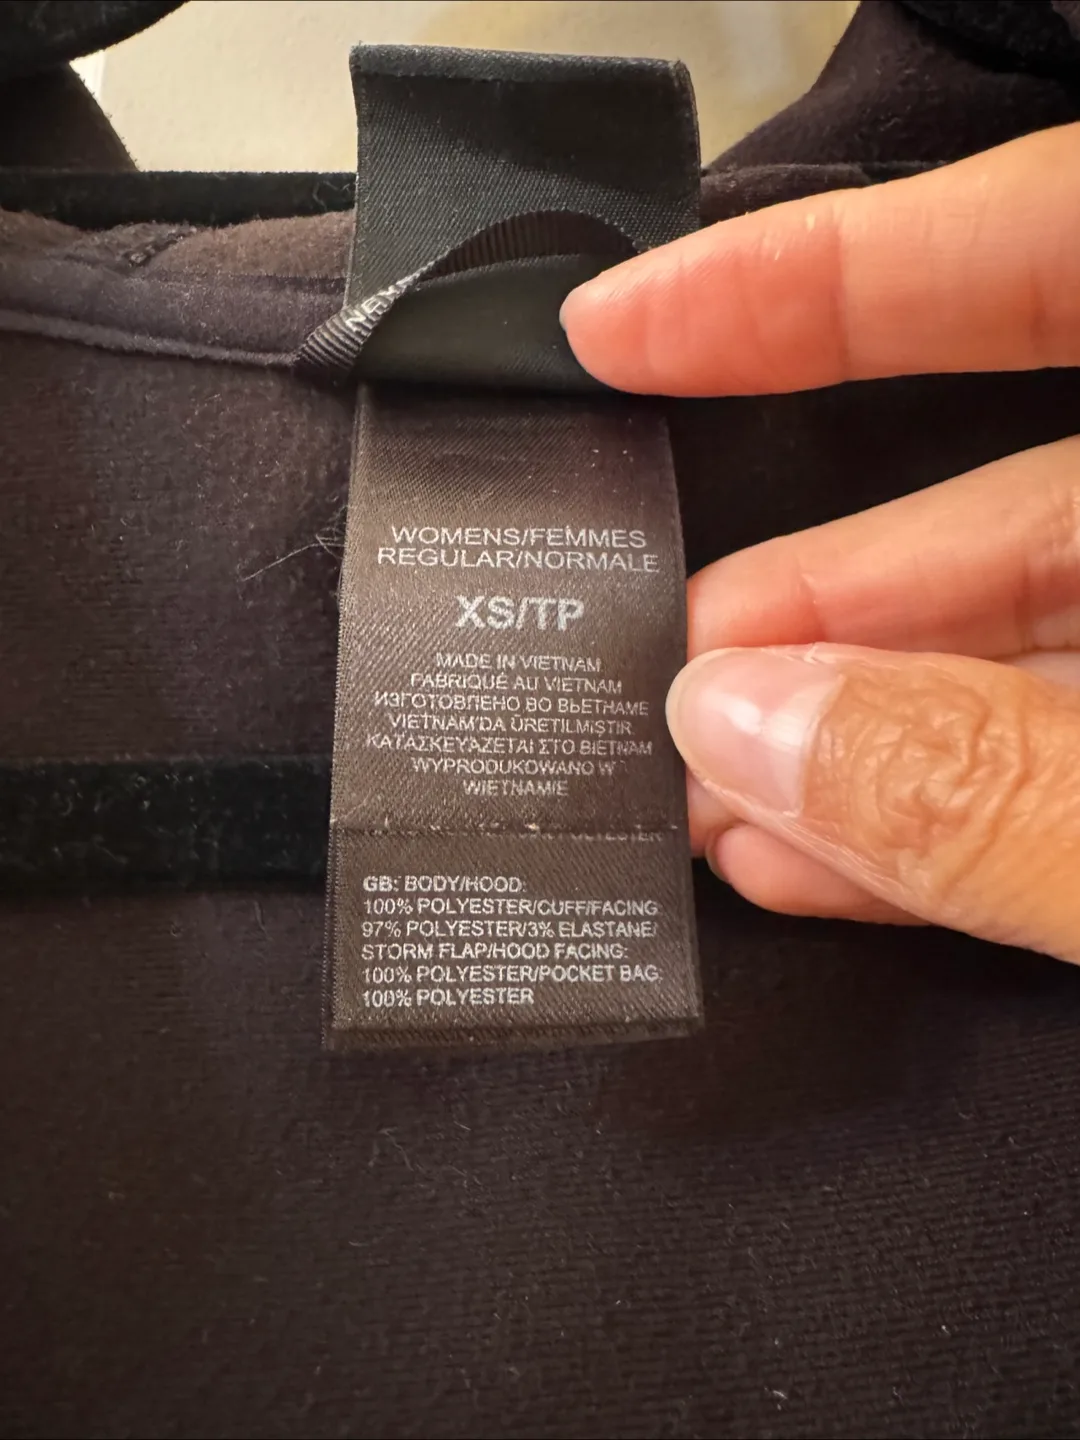 WOMENS/FEMMES
REGULAR/NORMALE
XS/TP
MADE IN VIETNAM
FABRIQUÉ AU VIETNAM
ИЗГОТОВЛЕНО ВО ВЬЕТНАМЕ
VIETNAM'DA ÜRETILMIŞTIR
ΚΑΤΑΣΚΕΥΑΖΕΤΑΙ ΣΤΟ ΒΙΕΤΝΑΜ
WYPRODUKOWANO W
WIETNAMIE
GB: BODY/HOOD:
100% POLYESTER/CUFF/FACING:
97% POLYESTER/3% ELASTANE/
STORM FLAP/HOOD FACING:
100% POLYESTER/POCKET BAG:
100% POLYESTER